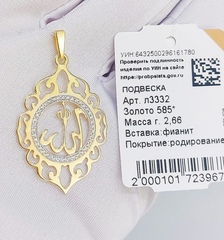 УИН:6432500296161780
Проверить подлинность
изделия по УИН на сайте
https://probpalata.gov.ru
ПОДВЕСКА
Арт. л3332
Золото 585°
Масса г. 2,66
Вставка:фианит
Покрытие:родирование
2 000101 723967
الله